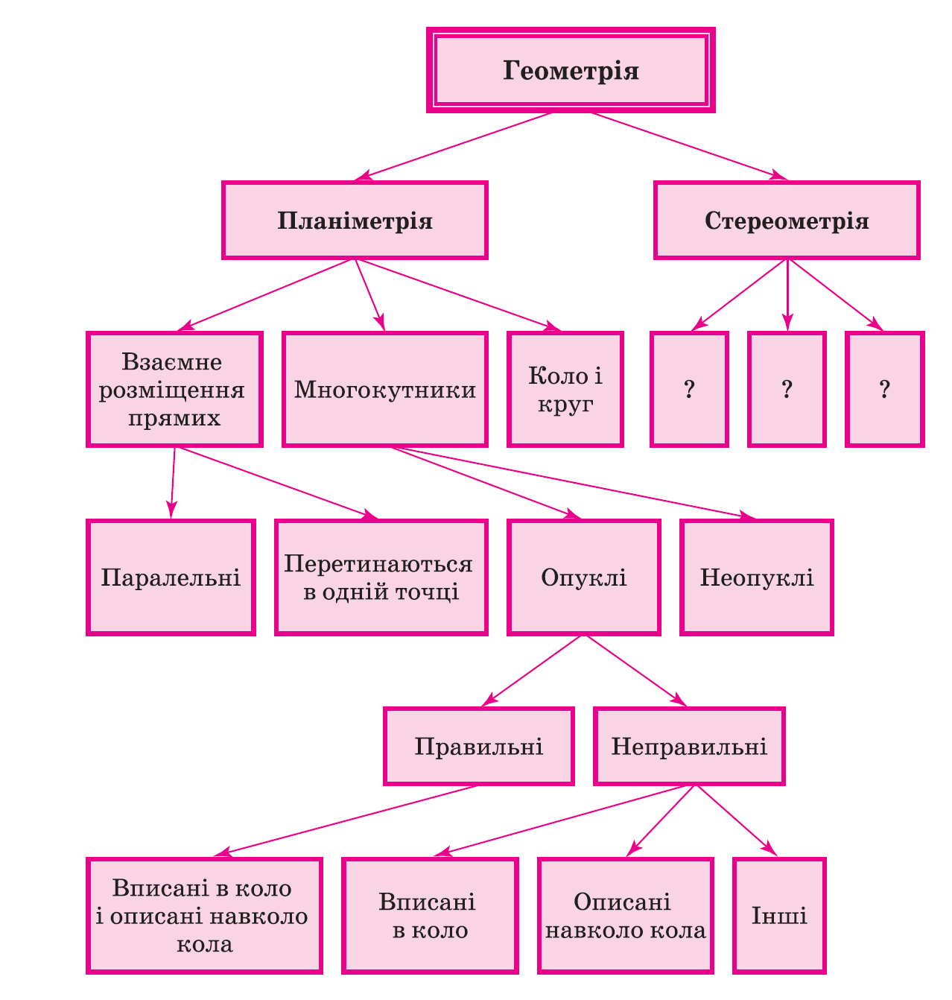 Геометрія
Планіметрія
Стереометрія
Взаємне
розміщення
прямих
Многокутники
Коло і
круг
?
?
?
Паралельні
Перетинаються
в одній точці
Опуклі
Неопуклі
Правильні
Неправильні
Вписані в коло
і описані навколо
кола
Вписані
в коло
Описані
навколо кола
Інші